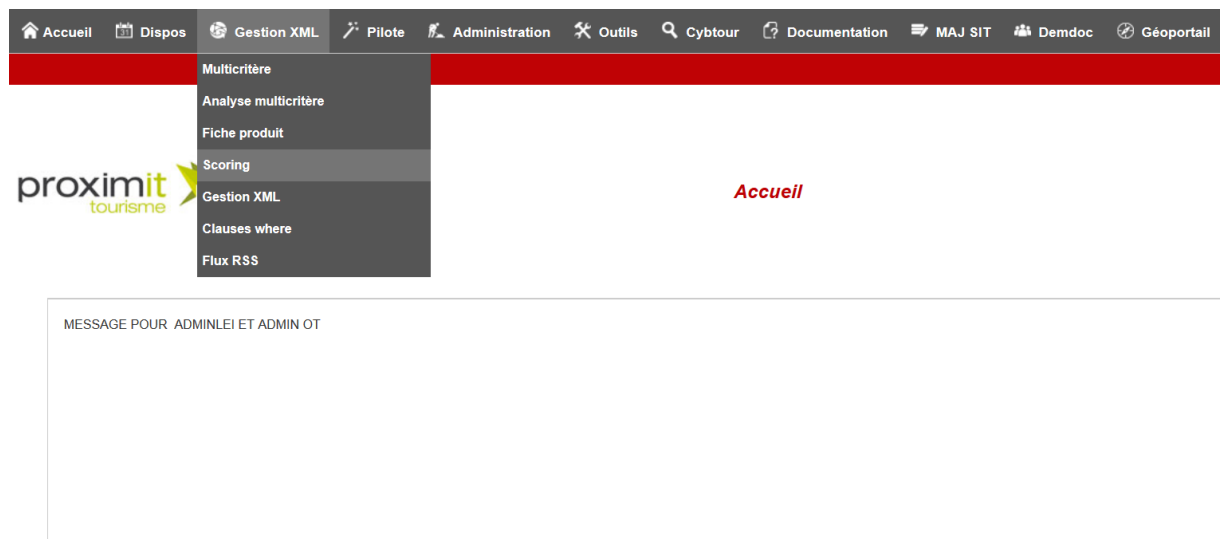 Accueil Dispos Gestion XML Pilote Administration Outils Cybtour Documentation MAJ SIT Demdoc Géoportail
Multicritère
Analyse multicritère
Fiche produit
Scoring
Gestion XML
Clauses where
Flux RSS
proximit
tourisme
Accueil
MESSAGE POUR ADMINLEI ET ADMIN OT